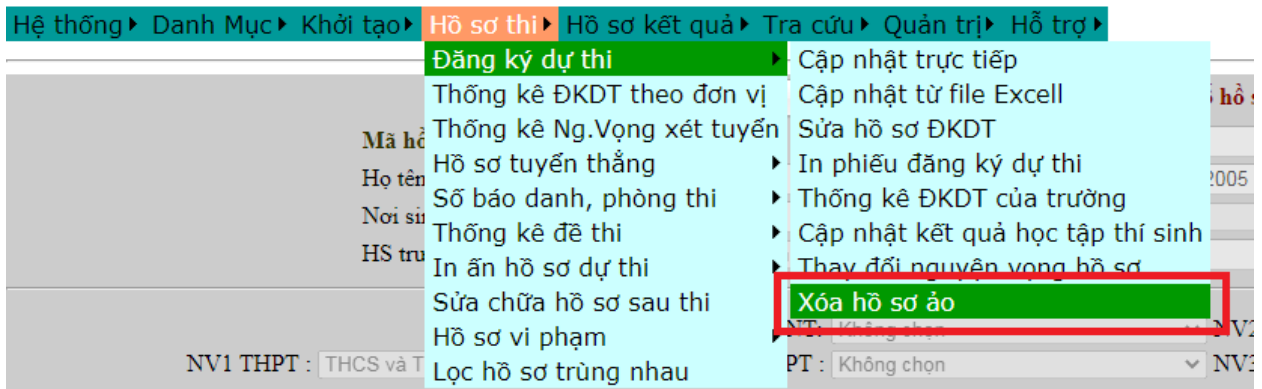 Hệ thống Danh Mục Khởi tạo Hồ sơ thi Hồ sơ kết quả Tra cứu Quản trị Hỗ trợ
Đăng ký dự thi
Thống kê ĐKDT theo đơn vị
Thống kê Ng.Vọng xét tuyển
Hồ sơ tuyển thẳng
Số báo danh, phòng thi
Thống kê đề thi
In ấn hồ sơ dự thi
Sửa chữa hồ sơ sau thi
Hồ sơ vi phạm
Lọc hồ sơ trùng nhau
Cập nhật trực tiếp
Cập nhật từ file Excell
Sửa hồ sơ ĐKDT
In phiếu đăng ký dự thi
Thống kê ĐKDT của trường
Cập nhật kết quả học tập thí sinh
Thay đổi nguyện vọng hồ sơ
Xóa hồ sơ ảo
hồ
Mã
Họ tên
2005
Nơi
HS
NT: Không chọn NV2
NV1 THPT : THCS và T
PT : Không chọn NV3